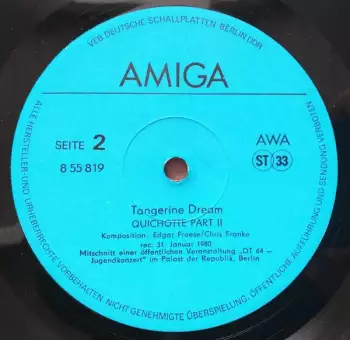 VEB DEUTSCHE SCHALLPLATTEN BERLIN DDR
AMIGA
SEITE 2
AWA
8 55 819
ST 33
Tangerine Dream
QUICHOTTE PART II
Komposition: Edgar Froese/Chris Franke
rec: 31. Januar 1980
Mitschnitt einer öffentlichen Veranstaltung „DT 64 –
Jugendkonzert" im Palast der Republik, Berlin
ALLE HERSTELLER- UND URHEBERRECHTE VORBEHALTEN NICHT GENEHMIGTE ÜBERSPIELUNG, ÖFFENTLICHE AUFFÜHRUNG UND SENDUNG VERBOTEN!